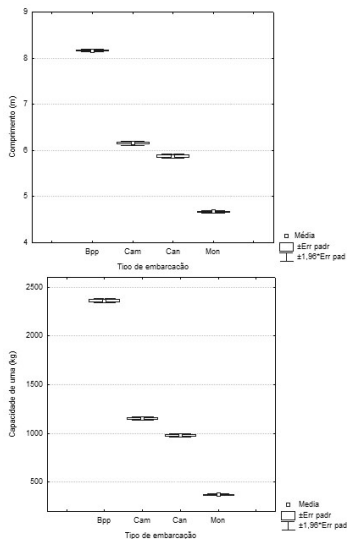 9
8
7
6
5
4
Comprimento (m)
Bpp Cam Can Mon
Tipo de embarcação
Média
±Err padr
±1,96*Err pad
2500
2000
1500
1000
500
Capacidade de uma (kg)
Bpp Cam Can Mon
Tipo de embarcação
Media
±Err padr
±1,96*Err pad